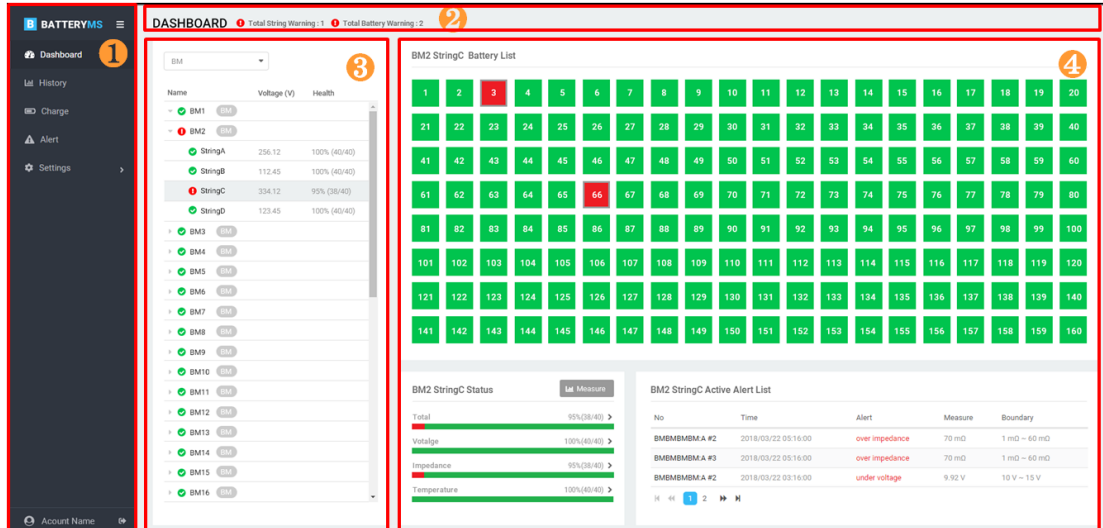 B BATTERYMS
Dashboard
1
History
Charge
Alert
Settings
Acount Name
DASHBOARD Total String Warning : 1 Total Battery Warning : 2
2
BM
3
Name Voltage (V) Health
BM1 BM
BM2 BM
StringA 256.12 100% (40/40)
StringB 112.45 100% (40/40)
StringC 334.12 95% (38/40)
StringD 123.45 100% (40/40)
BM3 BM
BM4 BM
BM5 BM
BM6 BM
BM7 BM
BM8 BM
BM9 BM
BM10 BM
BM11 BM
BM12 BM
BM13 BM
BM14 BM
BM15 BM
BM16 BM
BM2 StringC Battery List
4
1 2 3 4 5 6 7 8 9 10 11 12 13 14 15 16 17 18 19 20
21 22 23 24 25 26 27 28 29 30 31 32 33 34 35 36 37 38 39 40
41 42 43 44 45 46 47 48 49 50 51 52 53 54 55 56 57 58 59 60
61 62 63 64 65 66 67 68 69 70 71 72 73 74 75 76 77 78 79 80
81 82 83 84 85 86 87 88 89 90 91 92 93 94 95 96 97 98 99 100
101 102 103 104 105 106 107 108 109 110 111 112 113 114 115 116 117 118 119 120
121 122 123 124 125 126 127 128 129 130 131 132 133 134 135 136 137 138 139 140
141 142 143 144 145 146 147 148 149 150 151 152 153 154 155 156 157 158 159 160
BM2 StringC Status Measure
Total 95%(38/40)
Votalge 100%(40/40)
Impedance 95%(38/40)
Temperature 100%(40/40)
BM2 StringC Active Alert List
No Time Alert Measure Boundary
BMBMBMBM:A #2 2018/03/22 05:16:00 over impedance 70 mΩ 1 mΩ ~ 60 mΩ
BMBMBMBM:A #3 2018/03/22 05:16:00 over impedance 70 mΩ 1 mΩ ~ 60 mΩ
BMBMBMBM:A #2 2018/03/22 03:16:00 under voltage 9.92 V 10 V ~ 15 V
1 2